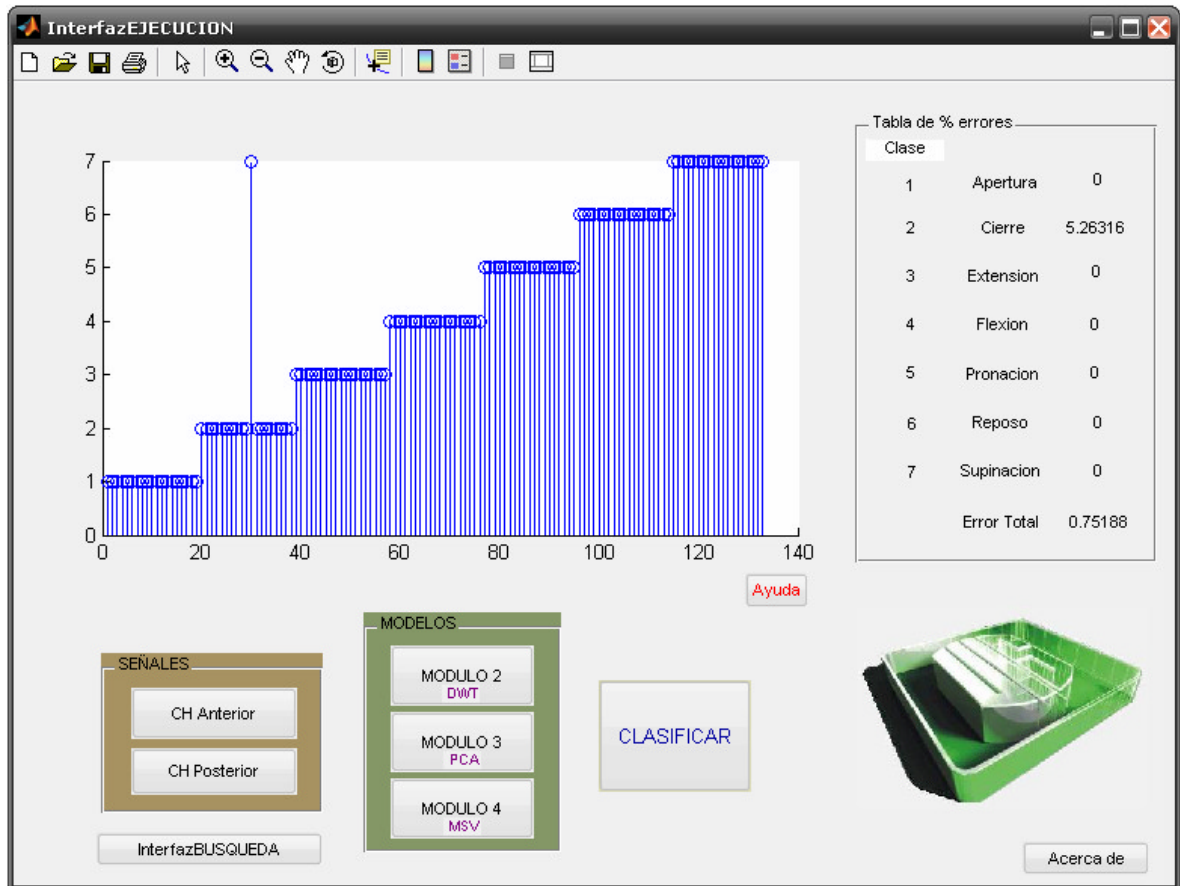 InterfazEJECUCION
7
6
5
4
3
2
1
0
0 20 40 60 80 100 120 140
Tabla de % errores
Clase
1 Apertura 0
2 Cierre 5.26316
3 Extension 0
4 Flexion 0
5 Pronacion 0
6 Reposo 0
7 Supinacion 0
Error Total 0.75188
Ayuda
SEÑALES
CH Anterior
CH Posterior
InterfazBUSQUEDA
MODELOS
MODULO 2
DWT
MODULO 3
PCA
MODULO 4
MSV
CLASIFICAR
Acerca de